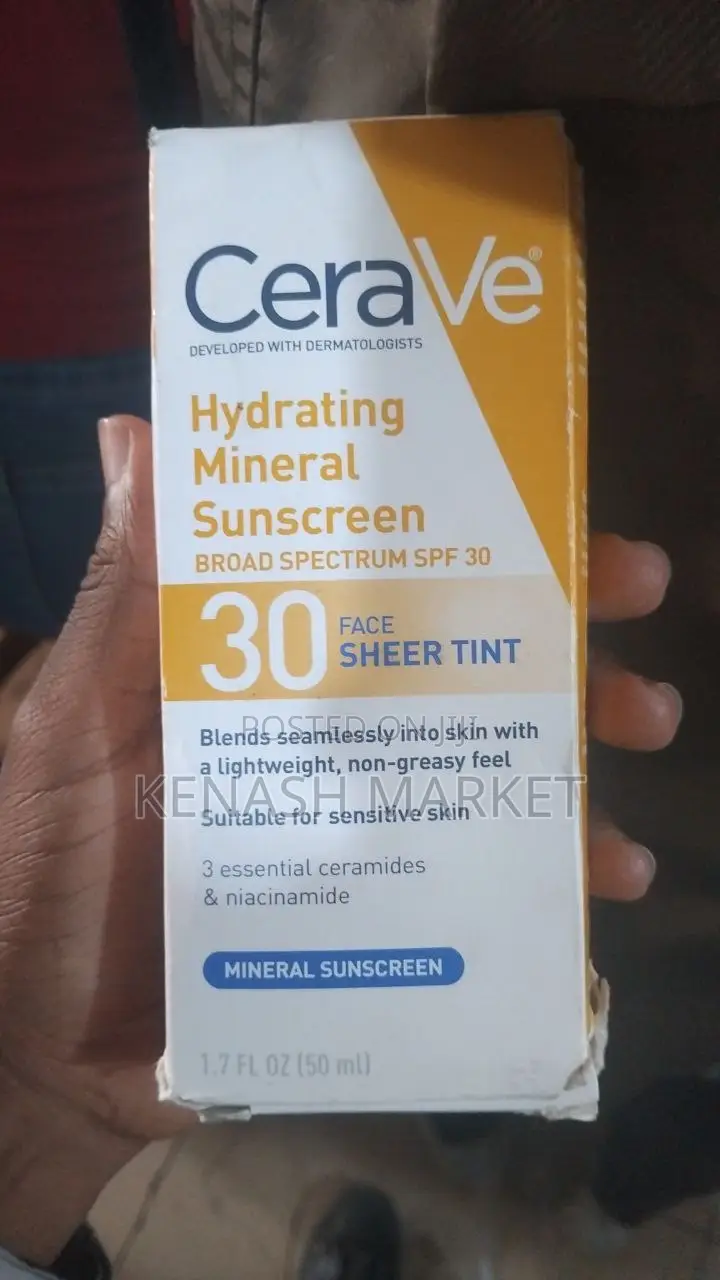 CeraVe®
DEVELOPED WITH DERMATOLOGISTS
Hydrating
Mineral
Sunscreen
BROAD SPECTRUM SPF 30
30 FACE
SHEER TINT
POSTED ON JIJI
Blends seamlessly into skin with
a lightweight, non-greasy feel
KENASH MARKET
Suitable for sensitive skin
3 essential ceramides
& niacinamide
MINERAL SUNSCREEN
1.7 FL OZ (50 ml)